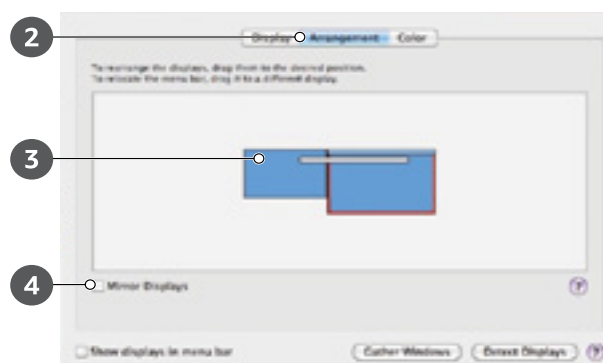 2 Display Arrangement Color
To rearrange the displays, drag them to the desired position.
To relocate the menu bar, drag it to a different display.
3
4 Mirror Displays ?
Show displays in menu bar Gather Windows Detect Displays ?